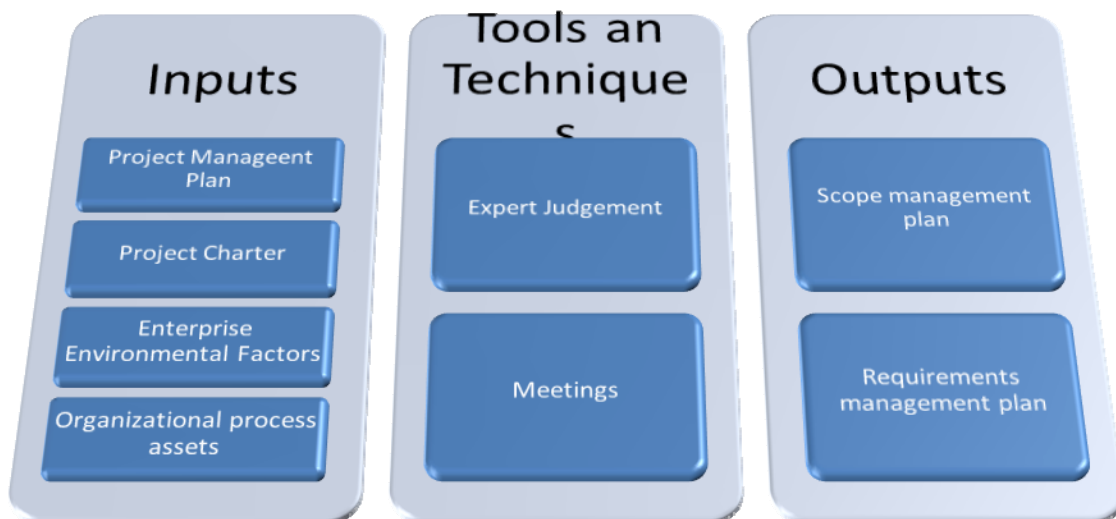 Inputs
Project Manageent
Plan
Project Charter
Enterprise
Environmental Factors
Organizational process
assets
Tools an
Technique
s
Expert Judgement
Meetings
Outputs
Scope management
plan
Requirements
management plan